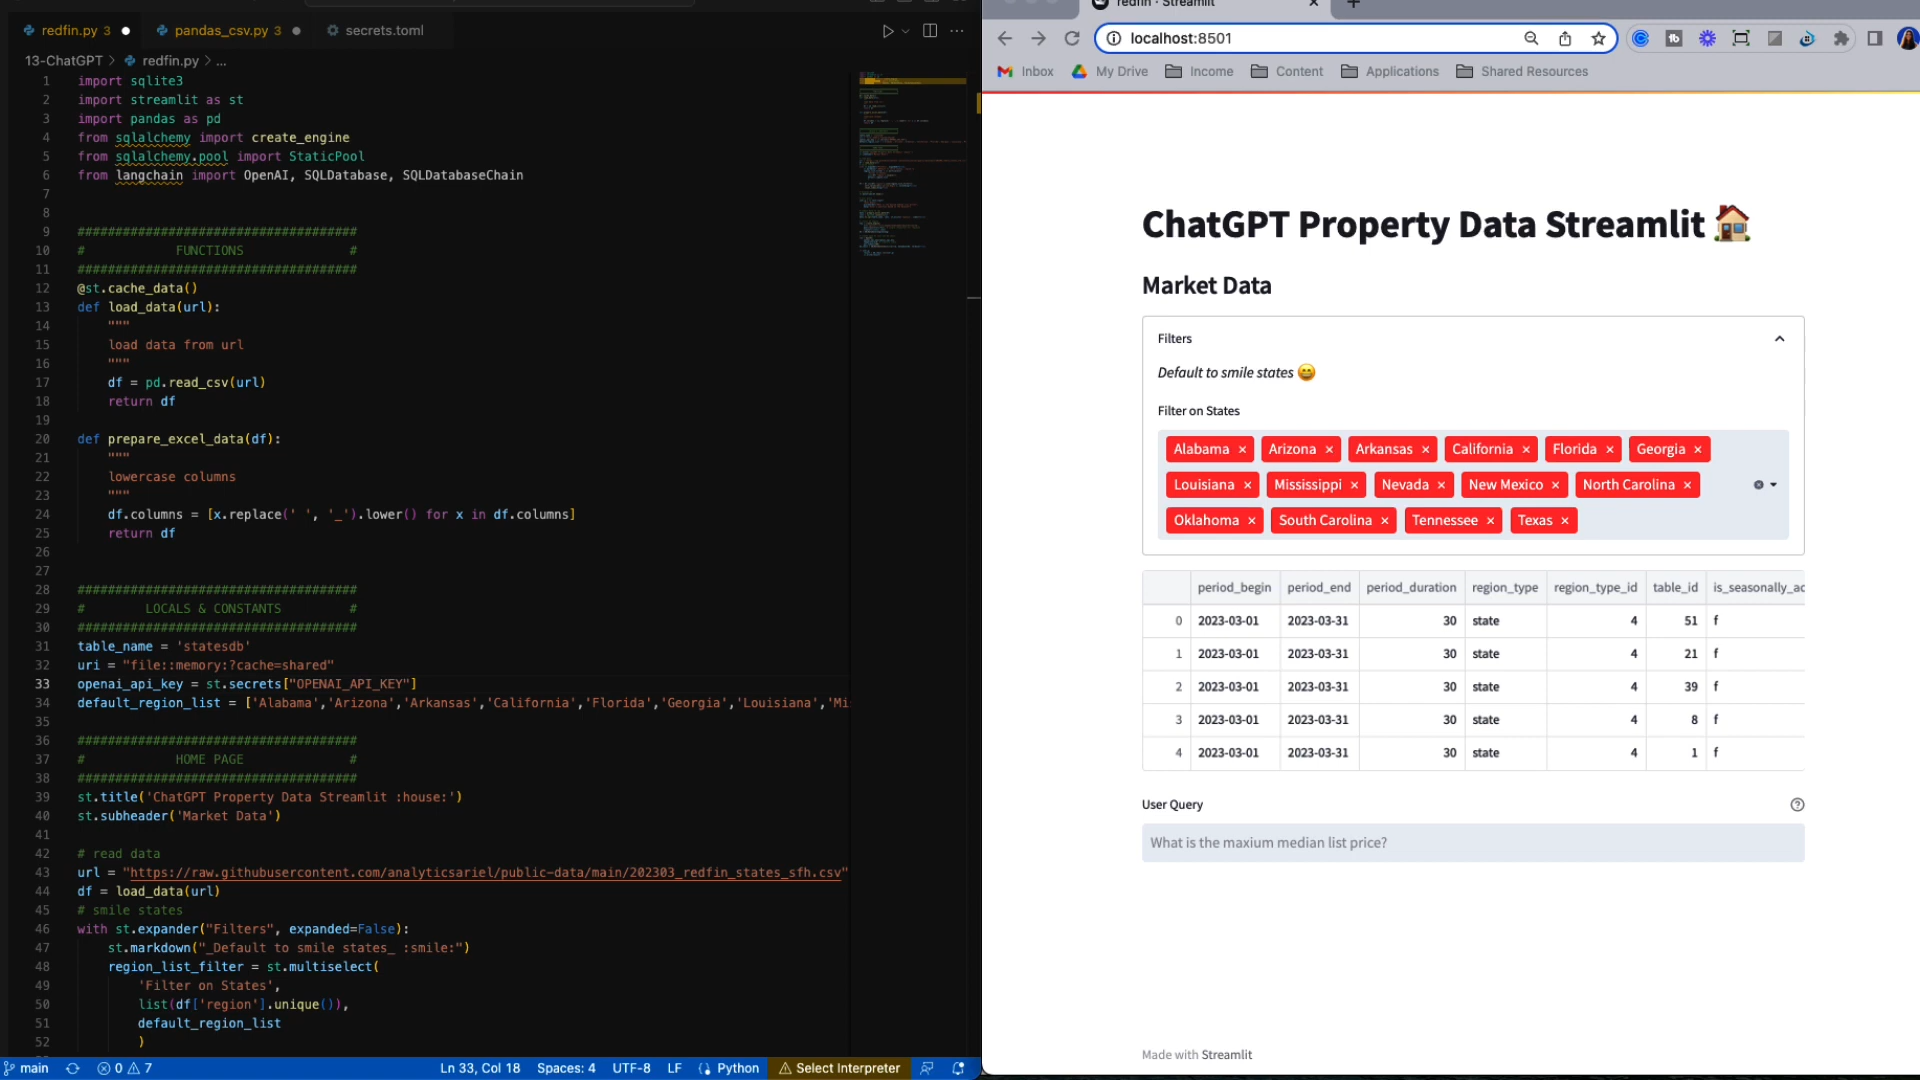 redfin.py 3
pandas_csv.py 3
secrets.toml
13-ChatGPT > redfin.py > ...
1 import sqlite3
2 import streamlit as st
3 import pandas as pd
4 from sqlalchemy import create_engine
5 from sqlalchemy.pool import StaticPool
6 from langchain import OpenAI, SQLDatabase, SQLDatabaseChain
7
8
9 #####################################
10 # FUNCTIONS #
11 #####################################
12 @st.cache_data()
13 def load_data(url):
14 """
15 load data from url
16 """
17 df = pd.read_csv(url)
18 return df
19
20 def prepare_excel_data(df):
21 """
22 lowercase columns
23 """
24 df.columns = [x.replace(' ', '_').lower() for x in df.columns]
25 return df
26
27
28 #####################################
29 # LOCALS & CONSTANTS #
30 #####################################
31 table_name = 'statesdb'
32 uri = "file::memory:?cache=shared"
33 openai_api_key = st.secrets["OPENAI_API_KEY"]
34 default_region_list = ['Alabama','Arizona','Arkansas','California','Florida','Georgia','Louisiana','Mi
35
36 #####################################
37 # HOME PAGE #
38 #####################################
39 st.title('ChatGPT Property Data Streamlit :house:')
40 st.subheader('Market Data')
41
42 # read data
43 url = "https://raw.githubusercontent.com/analyticsariel/public-data/main/202303_redfin_states_sfh.csv"
44 df = load_data(url)
45 # smile states
46 with st.expander("Filters", expanded=False):
47 st.markdown("_Default to smile states_ :smile:")
48 region_list_filter = st.multiselect(
49 'Filter on States',
50 list(df['region'].unique()),
51 default_region_list
52 )
main
0 7
Ln 33, Col 18
Spaces: 4
UTF-8
LF
Python
Select Interpreter
redfin · Streamlit
localhost:8501
Inbox
My Drive
Income
Content
Applications
Shared Resources
ChatGPT Property Data Streamlit 🏠
Market Data
Filters
Default to smile states 😄
Filter on States
Alabama × Arizona × Arkansas × California × Florida × Georgia ×
Louisiana × Mississippi × Nevada × New Mexico × North Carolina ×
Oklahoma × South Carolina × Tennessee × Texas ×
period_begin period_end period_duration region_type region_type_id table_id is_seasonally_ac
0 2023-03-01 2023-03-31 30 state 4 51 f
1 2023-03-01 2023-03-31 30 state 4 21 f
2 2023-03-01 2023-03-31 30 state 4 39 f
3 2023-03-01 2023-03-31 30 state 4 8 f
4 2023-03-01 2023-03-31 30 state 4 1 f
User Query
What is the maxium median list price?
Made with Streamlit